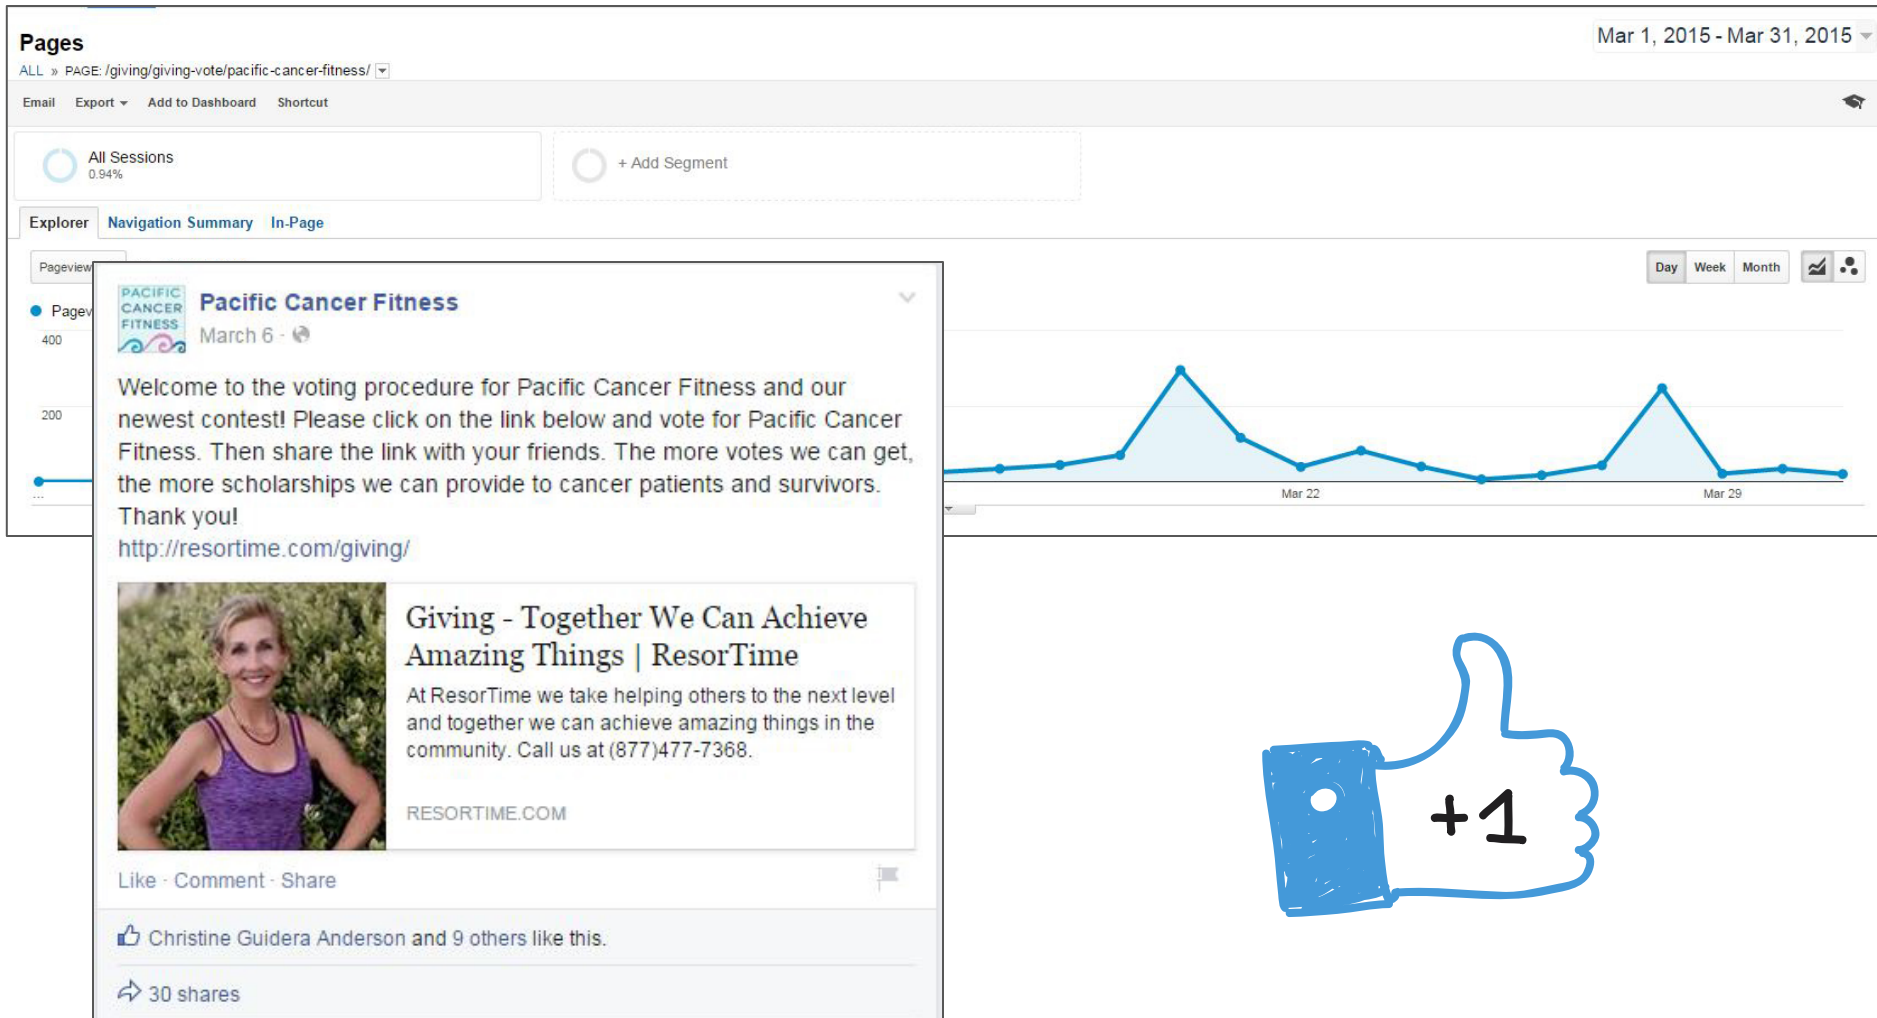 Pages
Mar 1, 2015 - Mar 31, 2015
ALL » PAGE: /giving/giving-vote/pacific-cancer-fitness/
Email Export Add to Dashboard Shortcut
All Sessions
0.94%
+ Add Segment
Explorer Navigation Summary In-Page
Pageview
Day Week Month
Pagev
400
200
...
Mar 22
Mar 29
PACIFIC
CANCER
FITNESS
Pacific Cancer Fitness
March 6 ·
Welcome to the voting procedure for Pacific Cancer Fitness and our
newest contest! Please click on the link below and vote for Pacific Cancer
Fitness. Then share the link with your friends. The more votes we can get,
the more scholarships we can provide to cancer patients and survivors.
Thank you!
http://resortime.com/giving/
Giving - Together We Can Achieve
Amazing Things | ResorTime
At ResorTime we take helping others to the next level
and together we can achieve amazing things in the
community. Call us at (877)477-7368.
RESORTIME.COM
Like · Comment · Share
Christine Guidera Anderson and 9 others like this.
30 shares
+1